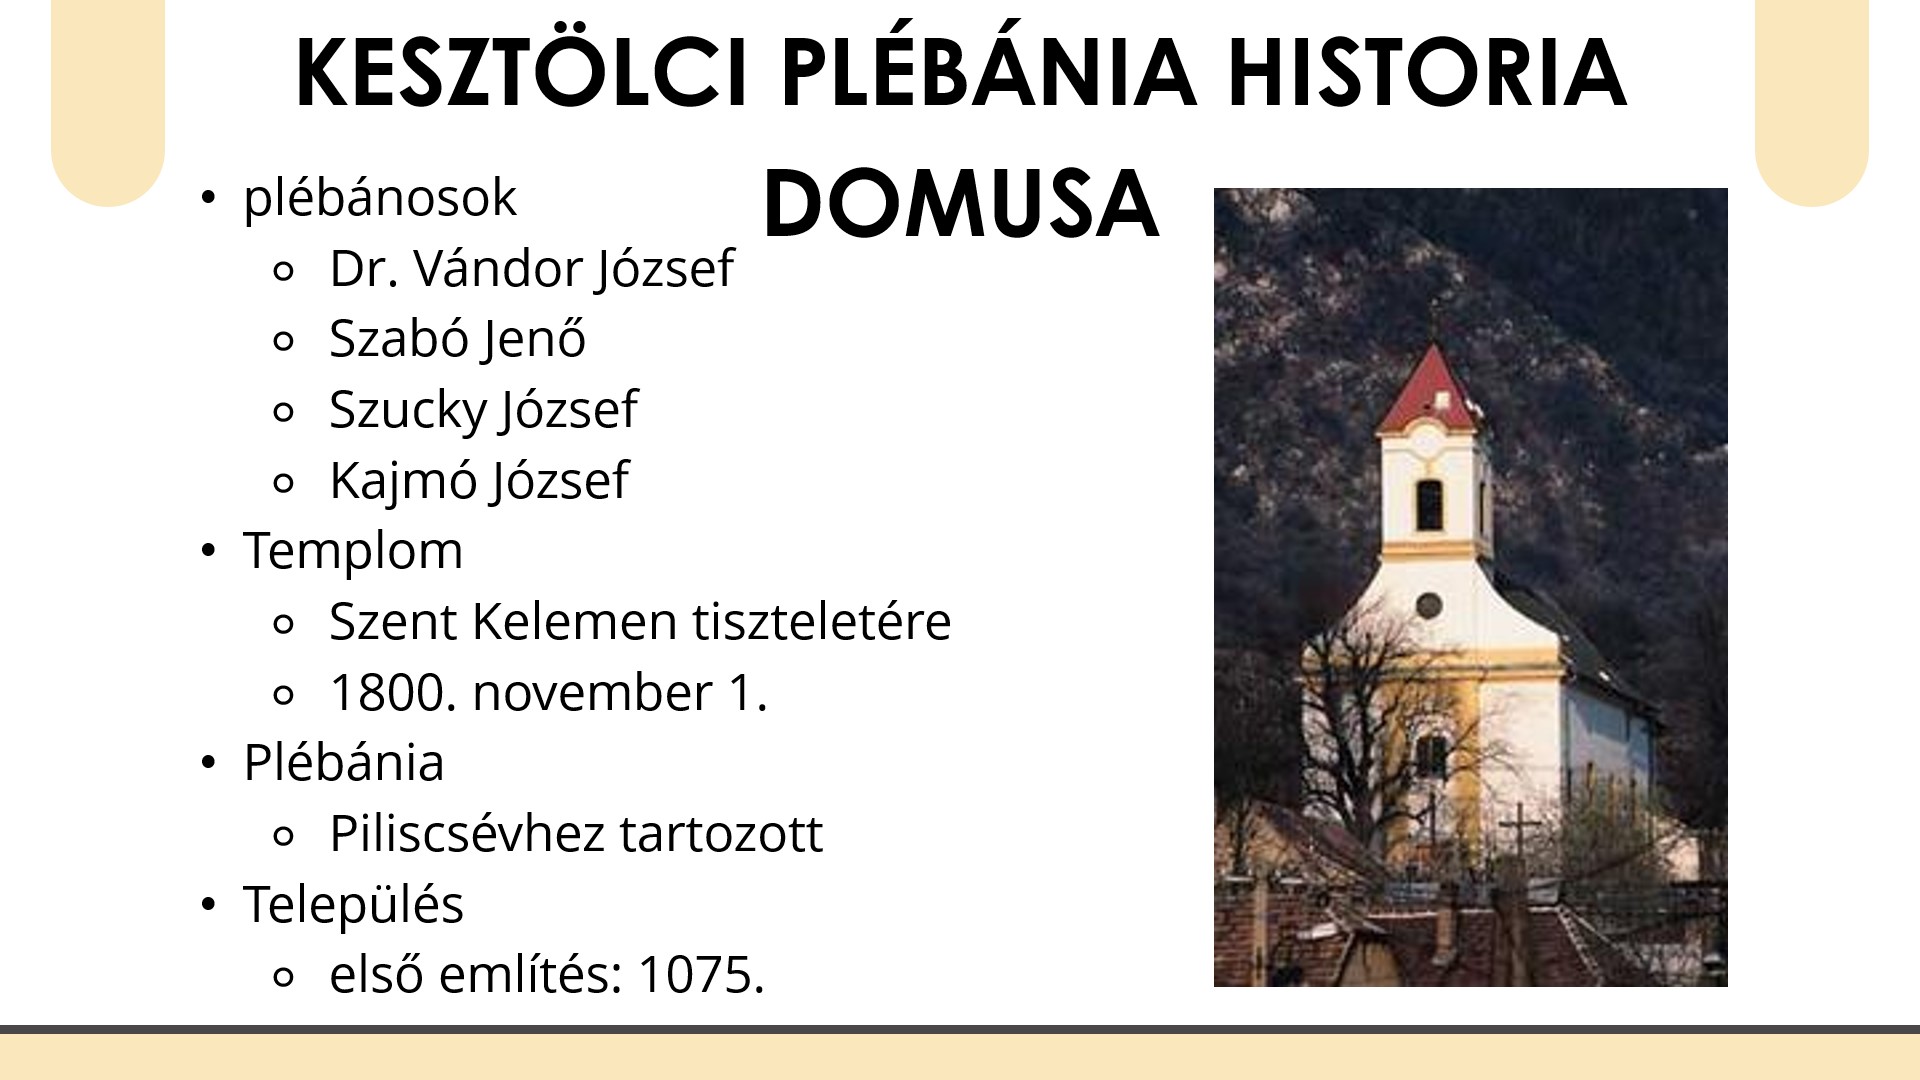 KESZTÖLCI PLÉBÁNIA HISTORIA
DOMUSA
• plébánosok
○ Dr. Vándor József
○ Szabó Jenő
○ Szucky József
○ Kajmó József
• Templom
○ Szent Kelemen tiszteletére
○ 1800. november 1.
• Plébánia
○ Piliscsévhez tartozott
• Település
○ első említés: 1075.